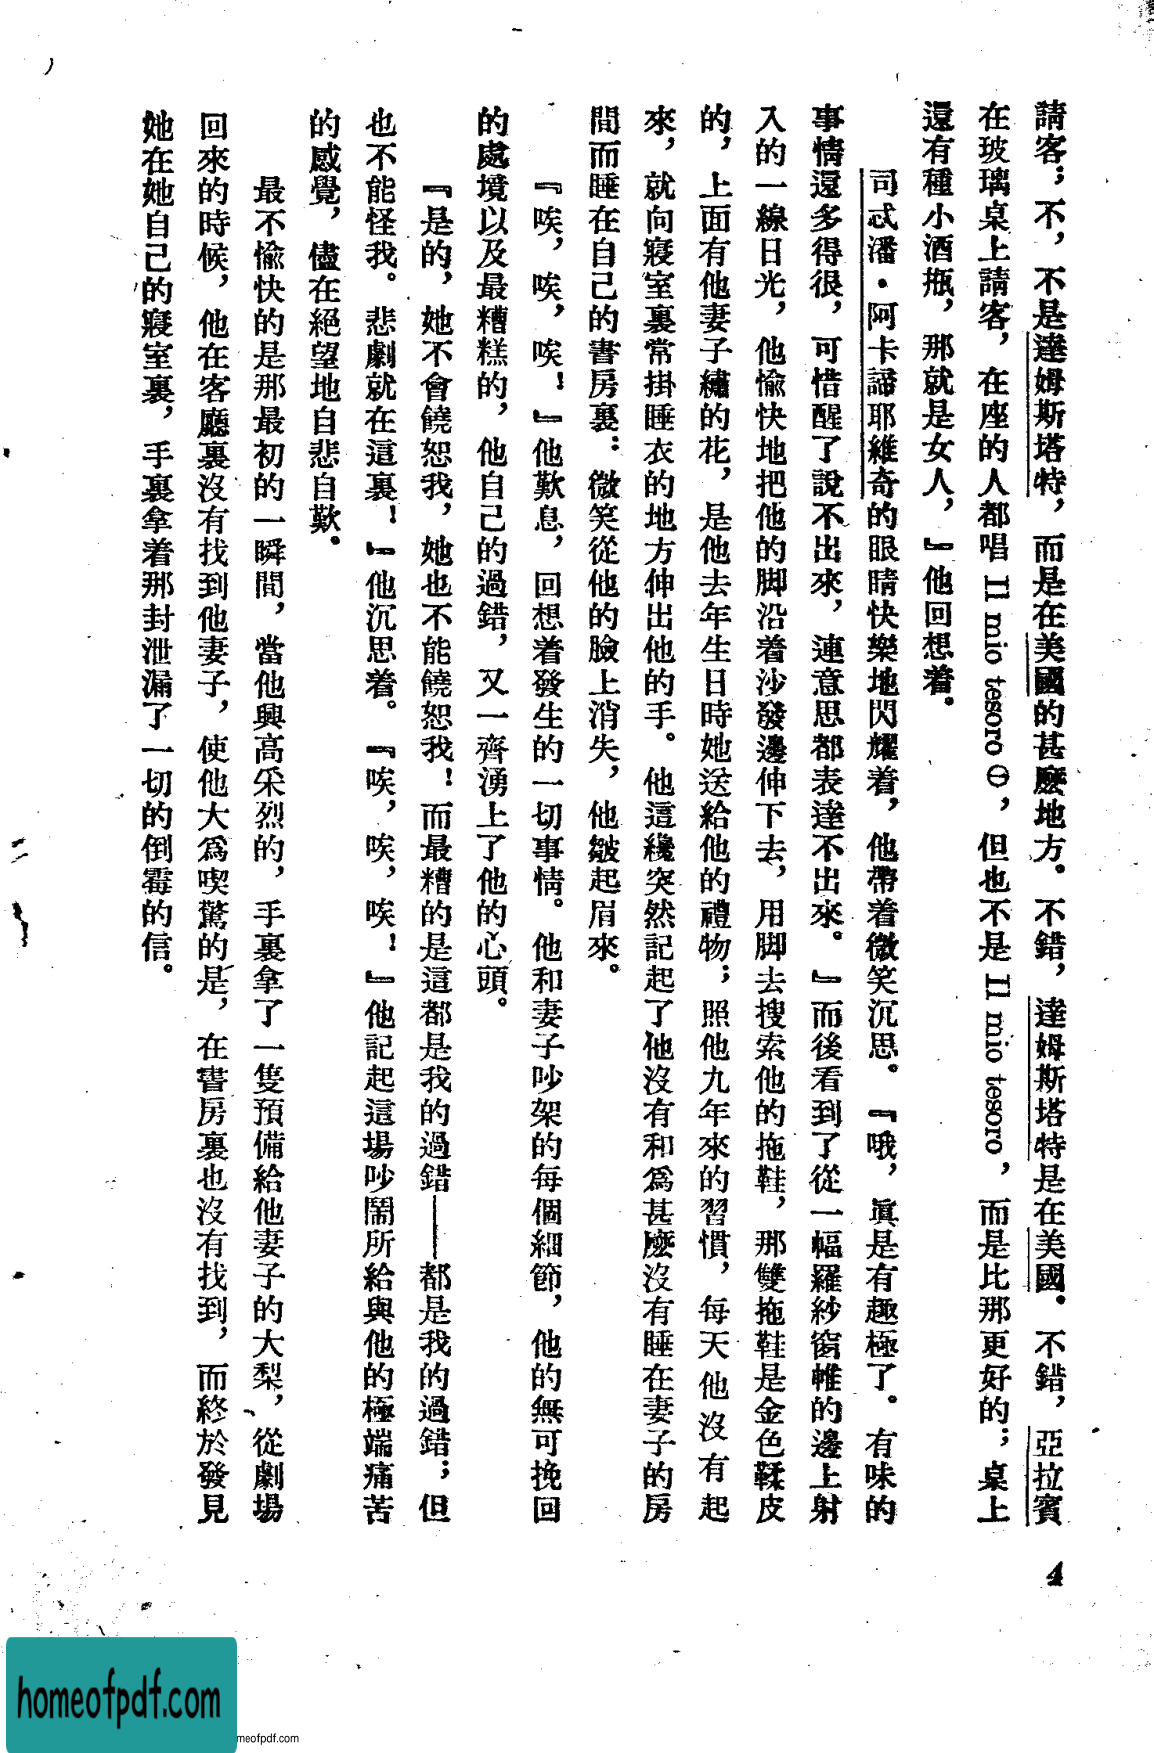 請客；不，不是達姆斯塔特，而是在美國的甚麼地方。不錯，達姆斯塔特是在美國。不錯，亞拉賓
在玻璃桌上請客，在座的人都唱 Il mio tesoro ㊀，但也不是 Il mio tesoro，而是比那更好的；桌上
還有種小酒瓶，那就是女人，』他回想着。
司忒潘·阿卡諦耶維奇的眼睛快樂地閃耀着，他帶着微笑沉思。『哦，眞是有趣極了。有味的
事情還多得很，可惜醒了說不出來，連意思都表達不出來。』而後看到了從一幅羅紗窗帷的邊上射
入的一線日光，他愉快地把他的脚沿着沙發邊伸下去，用脚去搜索他的拖鞋，那雙拖鞋是金色鞣皮
的，上面有他妻子繡的花，是他去年生日時她送給他的禮物；照他九年來的習慣，每天他沒有起
來，就向寢室裏常掛睡衣的地方伸出他的手。他這纔突然記起了他沒有和爲甚麼沒有睡在妻子的房
間而睡在自己的書房裏：微笑從他的臉上消失，他皺起眉來。
『唉，唉，唉！』他歎息，回想着發生的一切事情。他和妻子吵架的每個細節，他的無可挽回
的處境以及最糟糕的，他自己的過錯，又一齊湧上了他的心頭。
『是的，她不會饒恕我，她也不能饒恕我！而最糟的是這都是我的過錯——都是我的過錯；但
也不能怪我。悲劇就在這裏！』他沉思着。『唉，唉，唉！』他記起這場吵鬧所給與他的極端痛苦
的感覺，儘在絕望地自悲自歎。
最不愉快的是那最初的一瞬間，當他興高采烈的，手裏拿了一隻預備給他妻子的大梨，從劇場
回來的時候，他在客廳裏沒有找到他妻子，使他大爲喫驚的是，在書房裏也沒有找到，而終於發見
她在她自己的寢室裏，手裏拿着那封泄漏了一切的倒霉的信。
4
homeofpdf.com
meofpdf.com